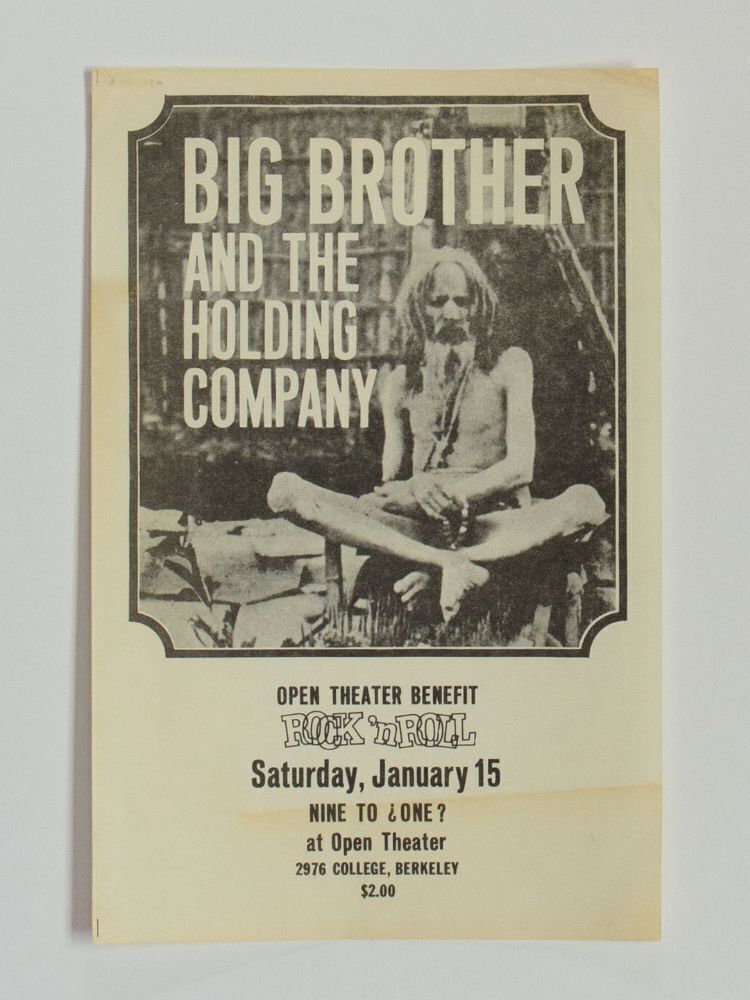 BIG BROTHER
AND THE
HOLDING
COMPANY
OPEN THEATER BENEFIT
ROCK 'n ROLL
Saturday, January 15
NINE TO ¿ONE?
at Open Theater
2976 COLLEGE, BERKELEY
$2.00